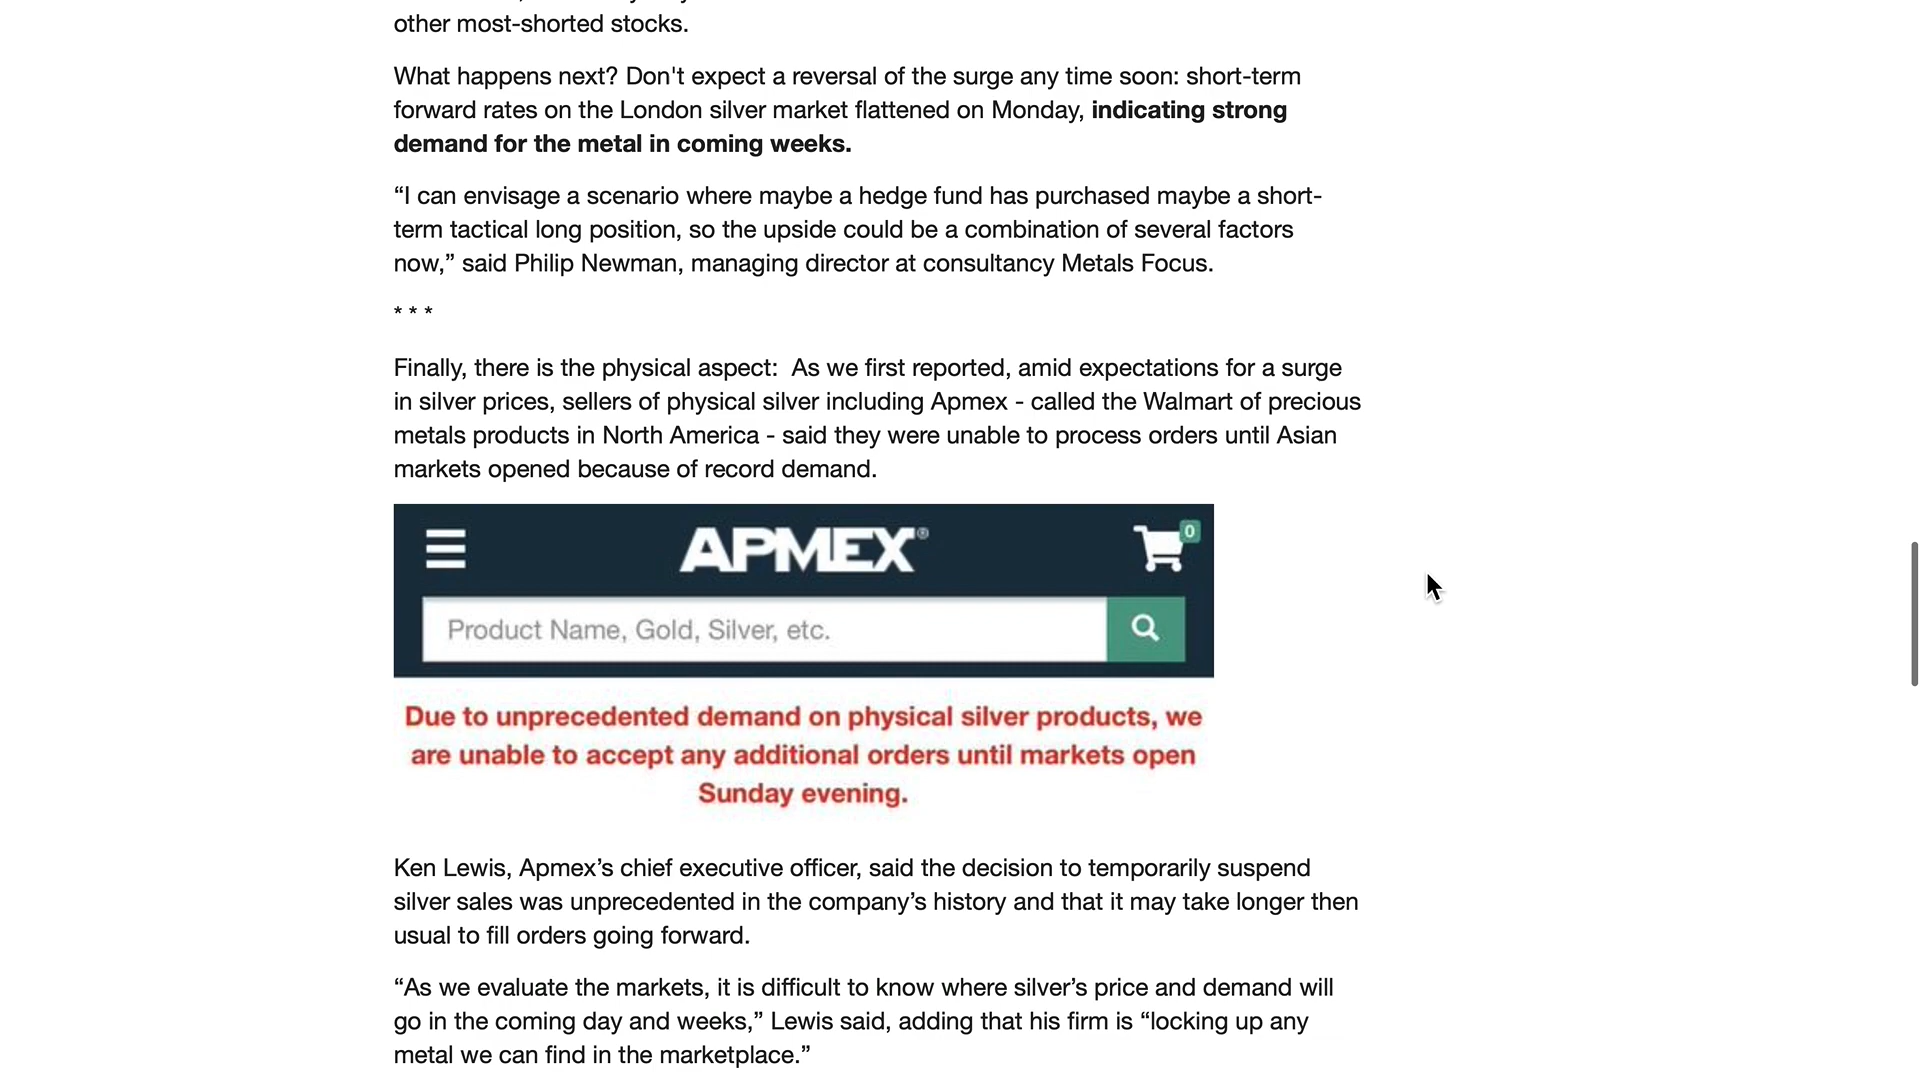 other most-shorted stocks.
What happens next? Don't expect a reversal of the surge any time soon: short-term
forward rates on the London silver market flattened on Monday, indicating strong
demand for the metal in coming weeks.
“I can envisage a scenario where maybe a hedge fund has purchased maybe a short-
term tactical long position, so the upside could be a combination of several factors
now,” said Philip Newman, managing director at consultancy Metals Focus.
* * *
Finally, there is the physical aspect:  As we first reported, amid expectations for a surge
in silver prices, sellers of physical silver including Apmex - called the Walmart of precious
metals products in North America - said they were unable to process orders until Asian
markets opened because of record demand.
APMEX®
0
Product Name, Gold, Silver, etc.
Due to unprecedented demand on physical silver products, we
are unable to accept any additional orders until markets open
Sunday evening.
Ken Lewis, Apmex’s chief executive officer, said the decision to temporarily suspend
silver sales was unprecedented in the company’s history and that it may take longer then
usual to fill orders going forward.
“As we evaluate the markets, it is difficult to know where silver’s price and demand will
go in the coming day and weeks,” Lewis said, adding that his firm is “locking up any
metal we can find in the marketplace.”